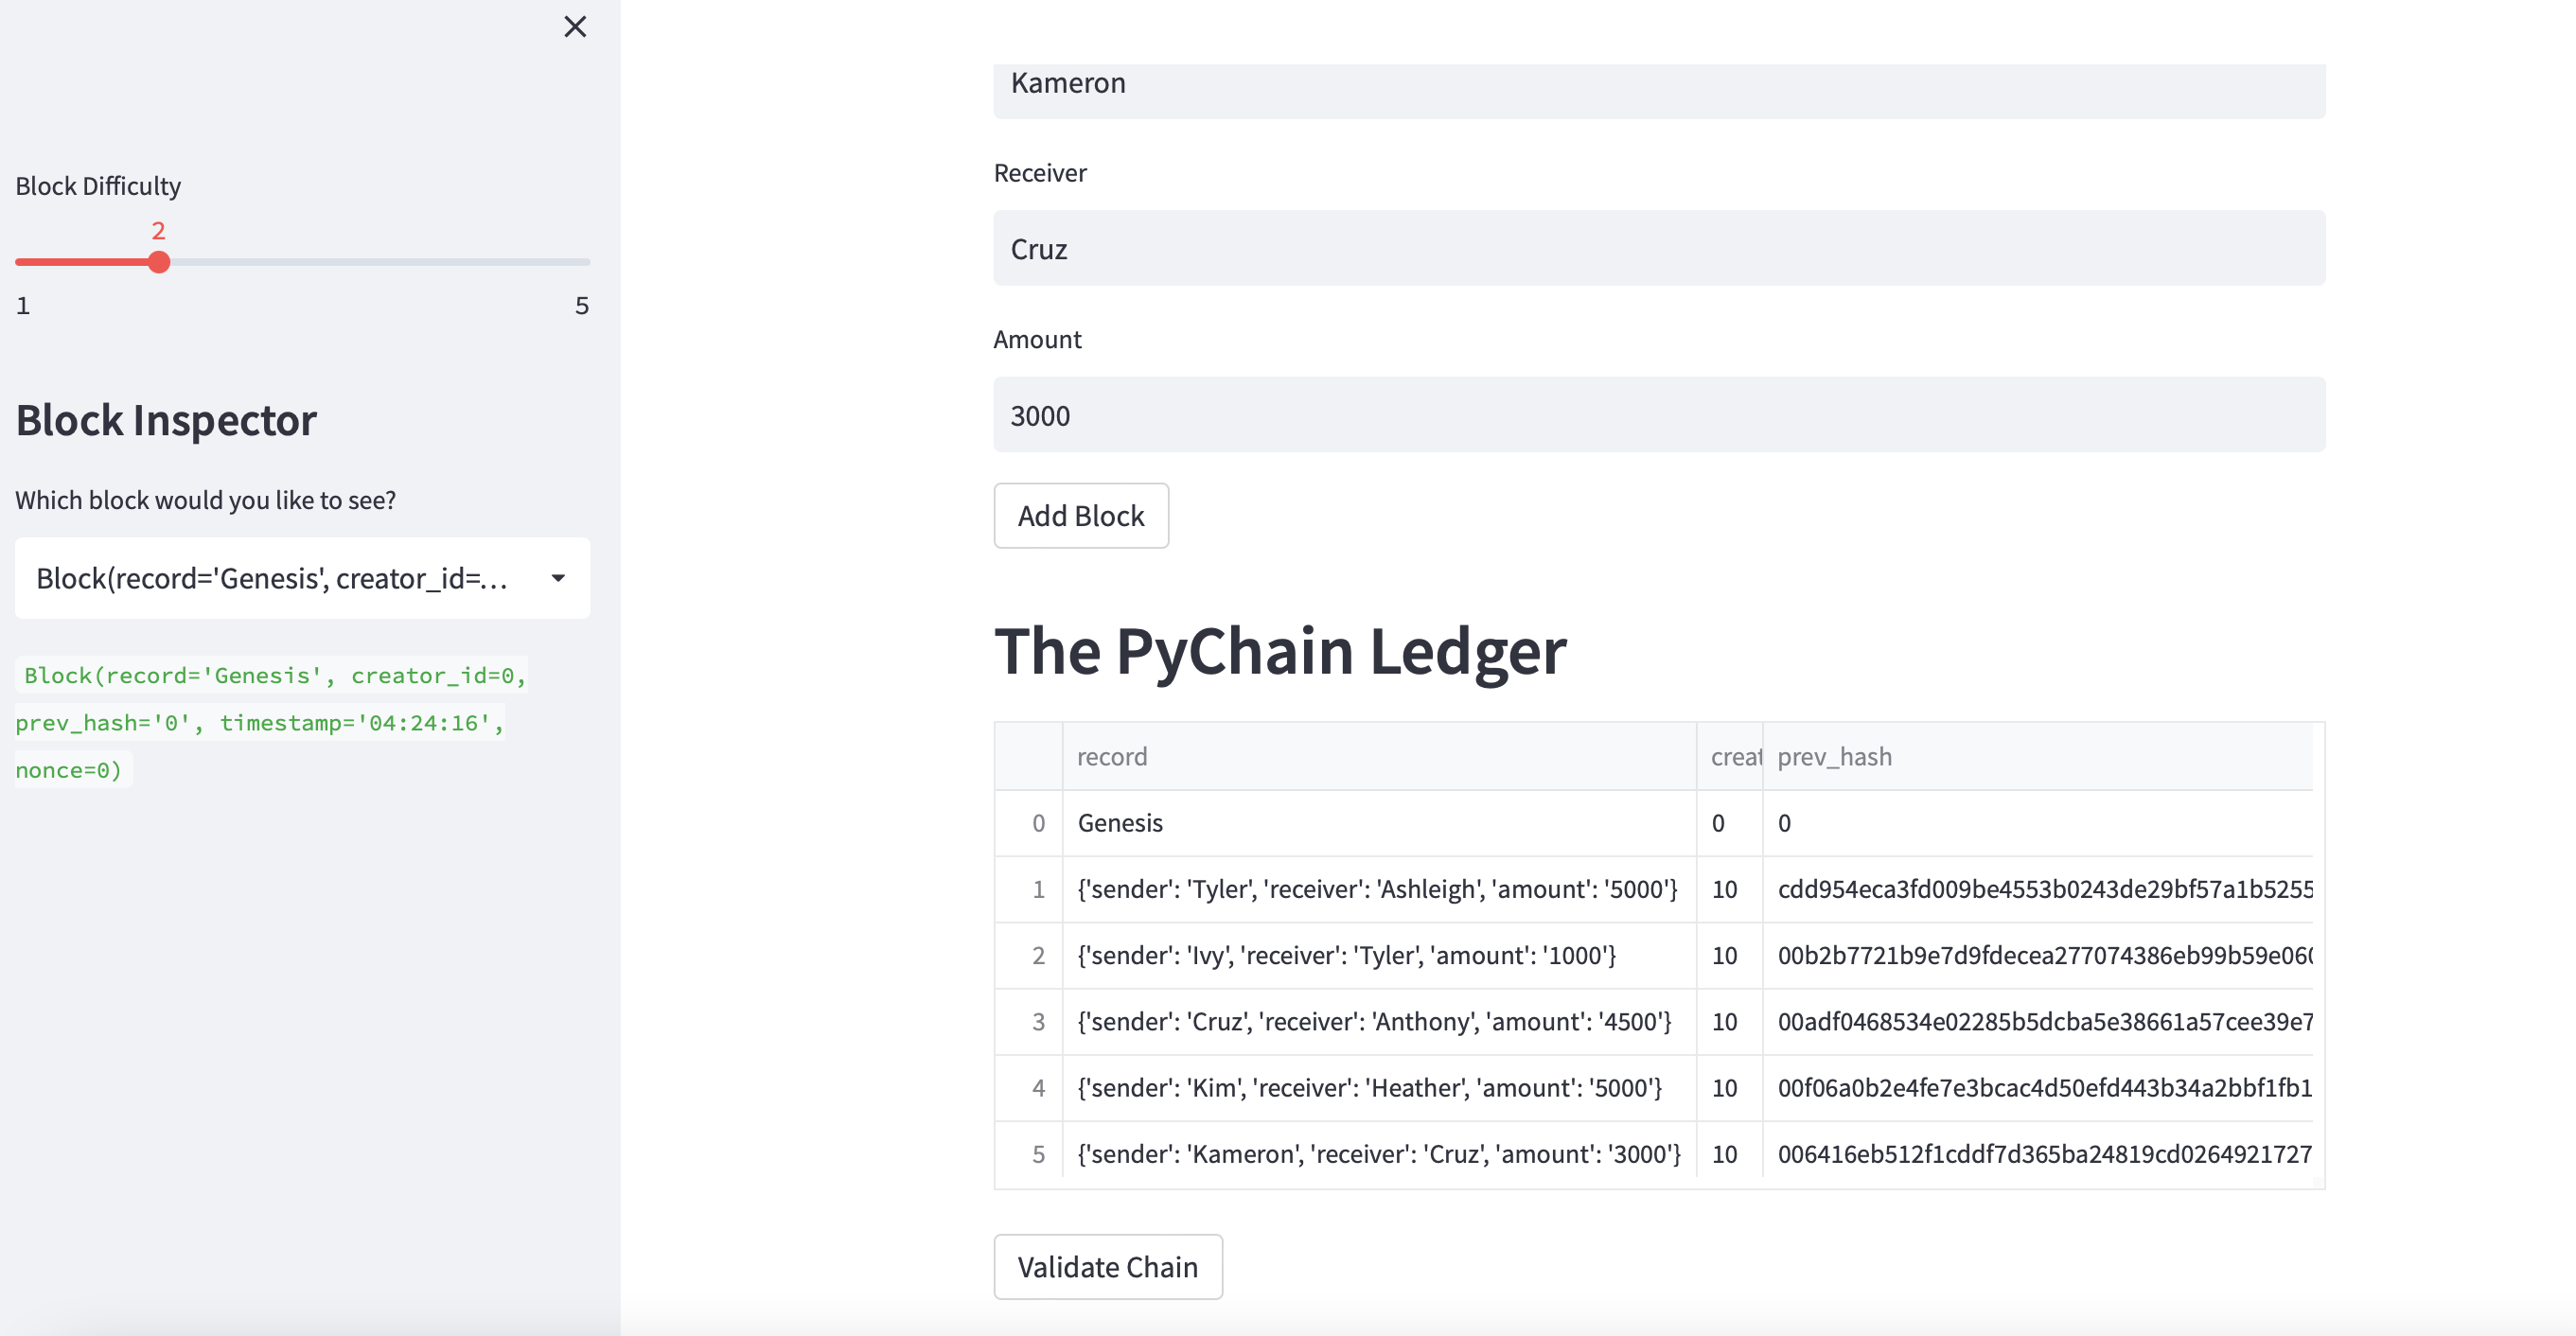 Block Difficulty
2
1 5
Block Inspector
Which block would you like to see?
Block(record='Genesis', creator_id=...
Block(record='Genesis', creator_id=0,
prev_hash='0', timestamp='04:24:16',
nonce=0)
Kameron
Receiver
Cruz
Amount
3000
Add Block
The PyChain Ledger
record creat prev_hash
0 Genesis 0 0
1 {'sender': 'Tyler', 'receiver': 'Ashleigh', 'amount': '5000'} 10 cdd954eca3fd009be4553b0243de29bf57a1b5255
2 {'sender': 'Ivy', 'receiver': 'Tyler', 'amount': '1000'} 10 00b2b7721b9e7d9fdecea277074386eb99b59e060
3 {'sender': 'Cruz', 'receiver': 'Anthony', 'amount': '4500'} 10 00adf0468534e02285b5dcba5e38661a57cee39e7
4 {'sender': 'Kim', 'receiver': 'Heather', 'amount': '5000'} 10 00f06a0b2e4fe7e3bcac4d50efd443b34a2bbf1fb1
5 {'sender': 'Kameron', 'receiver': 'Cruz', 'amount': '3000'} 10 006416eb512f1cddf7d365ba24819cd0264921727
Validate Chain